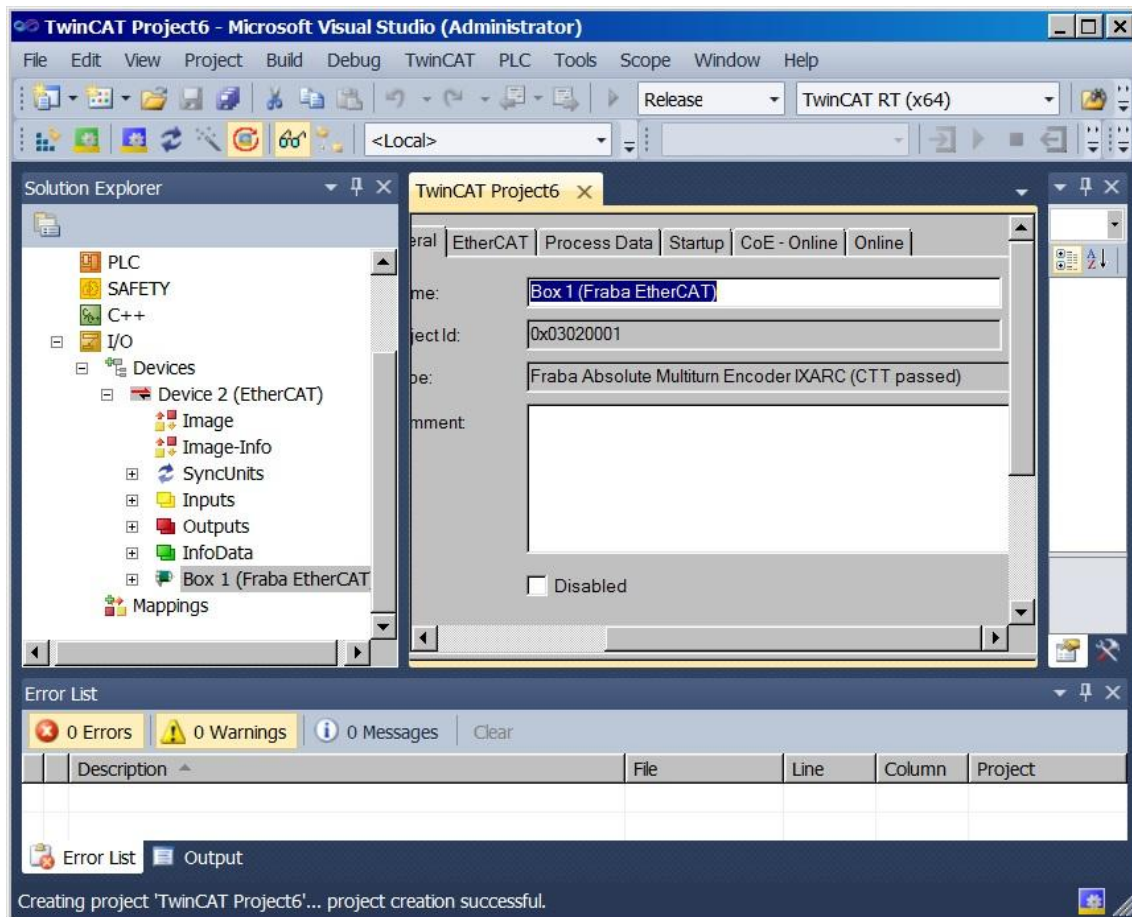 TwinCAT Project6 - Microsoft Visual Studio (Administrator)
File Edit View Project Build Debug TwinCAT PLC Tools Scope Window Help
Release TwinCAT RT (x64)
<Local>
Solution Explorer
PLC
SAFETY
C++
I/O
Devices
Device 2 (EtherCAT)
Image
Image-Info
SyncUnits
Inputs
Outputs
InfoData
Box 1 (Fraba EtherCAT
Mappings
TwinCAT Project6
eral EtherCAT Process Data Startup CoE - Online Online
me: Box 1 (Fraba EtherCAT)
ject Id: 0x03020001
pe: Fraba Absolute Multiturn Encoder IXARC (CTT passed)
mment
Disabled
Error List
0 Errors 0 Warnings 0 Messages Clear
Description File Line Column Project
Error List Output
Creating project 'TwinCAT Project6'... project creation successful.